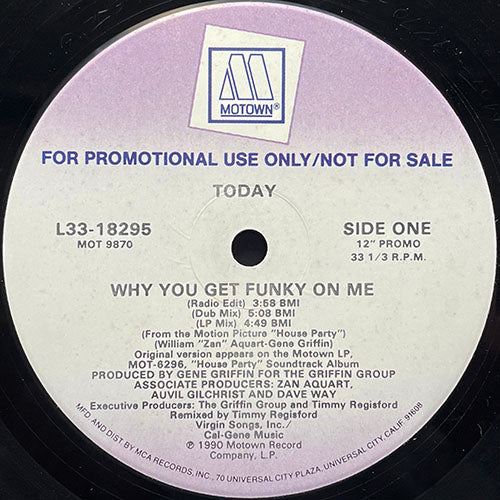 M
MOTOWN®
FOR PROMOTIONAL USE ONLY/NOT FOR SALE
TODAY
L33-18295
MOT 9870
SIDE ONE
12" PROMO
33 1/3 R.P.M.
WHY YOU GET FUNKY ON ME
(Radio Edit) 3:58 BMI
(Dub Mix) 5:08 BMI
(LP Mix) 4:49 BMI
(From the Motion Picture "House Party")
(William "Zan" Aquart-Gene Griffin)
Original version appears on the Motown LP,
MOT-6296, "House Party" Soundtrack Album
PRODUCED BY GENE GRIFFIN FOR THE GRIFFIN GROUP
ASSOCIATE PRODUCERS: ZAN AQUART,
AUVIL GILCHRIST AND DAVE WAY
Executive Producers: The Griffin Group and Timmy Regisford
Remixed by Timmy Regisford
Virgin Songs, Inc./
Cal-Gene Music
℗ 1990 Motown Record
Company, L.P.
MFD AND DIST. BY MCA RECORDS, INC., 70 UNIVERSAL CITY PLAZA, UNIVERSAL CITY, CALIF. 91608